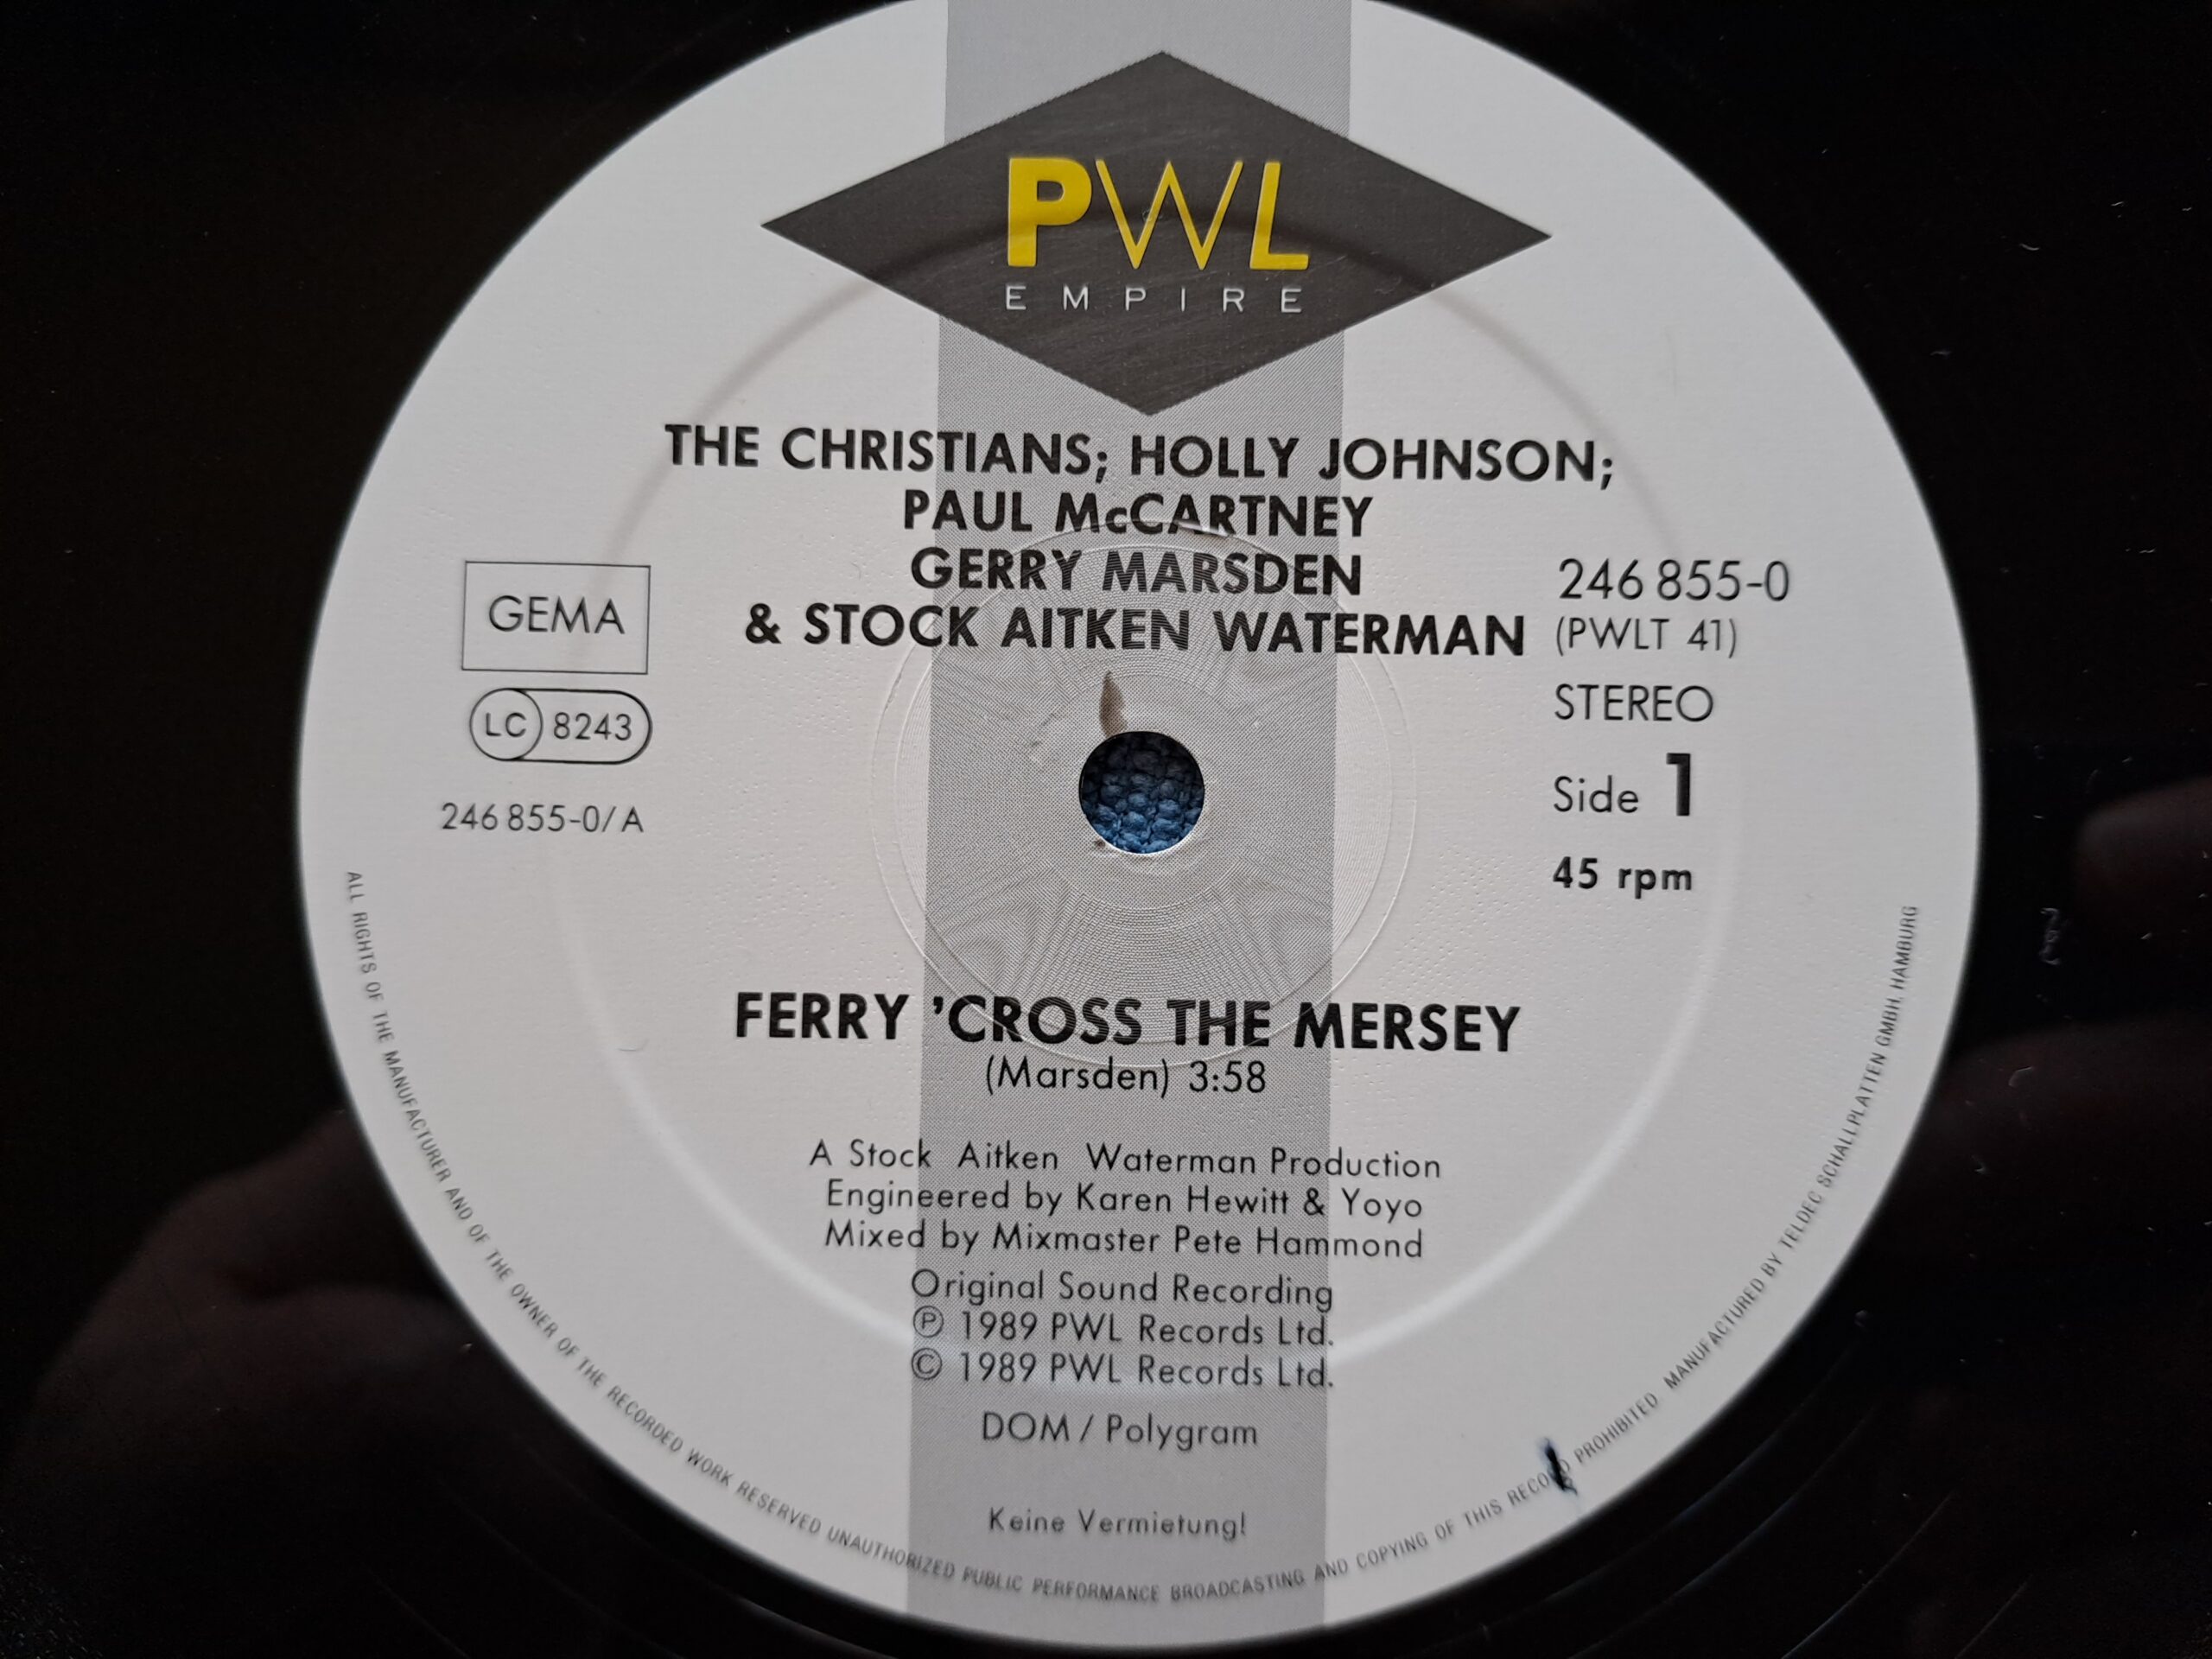 PWL
EMPIRE
THE CHRISTIANS; HOLLY JOHNSON;
PAUL McCARTNEY
GERRY MARSDEN
& STOCK AITKEN WATERMAN
GEMA
LC 8243
246 855-0/A
246 855-0
(PWLT 41)
STEREO
Side 1
45 rpm
FERRY 'CROSS THE MERSEY
(Marsden) 3:58
A Stock Aitken Waterman Production
Engineered by Karen Hewitt & Yoyo
Mixed by Mixmaster Pete Hammond
Original Sound Recording
Ⓟ 1989 PWL Records Ltd.
© 1989 PWL Records Ltd.
DOM / Polygram
Keine Vermietung!
ALL RIGHTS OF THE MANUFACTURER AND OF THE OWNER OF THE RECORDED WORK RESERVED UNAUTHORIZED PUBLIC PERFORMANCE BROADCASTING AND COPYING OF THIS RECORD PROHIBITED MANUFACTURED BY TELDEC SCHALLPLATTEN GMBH, HAMBURG